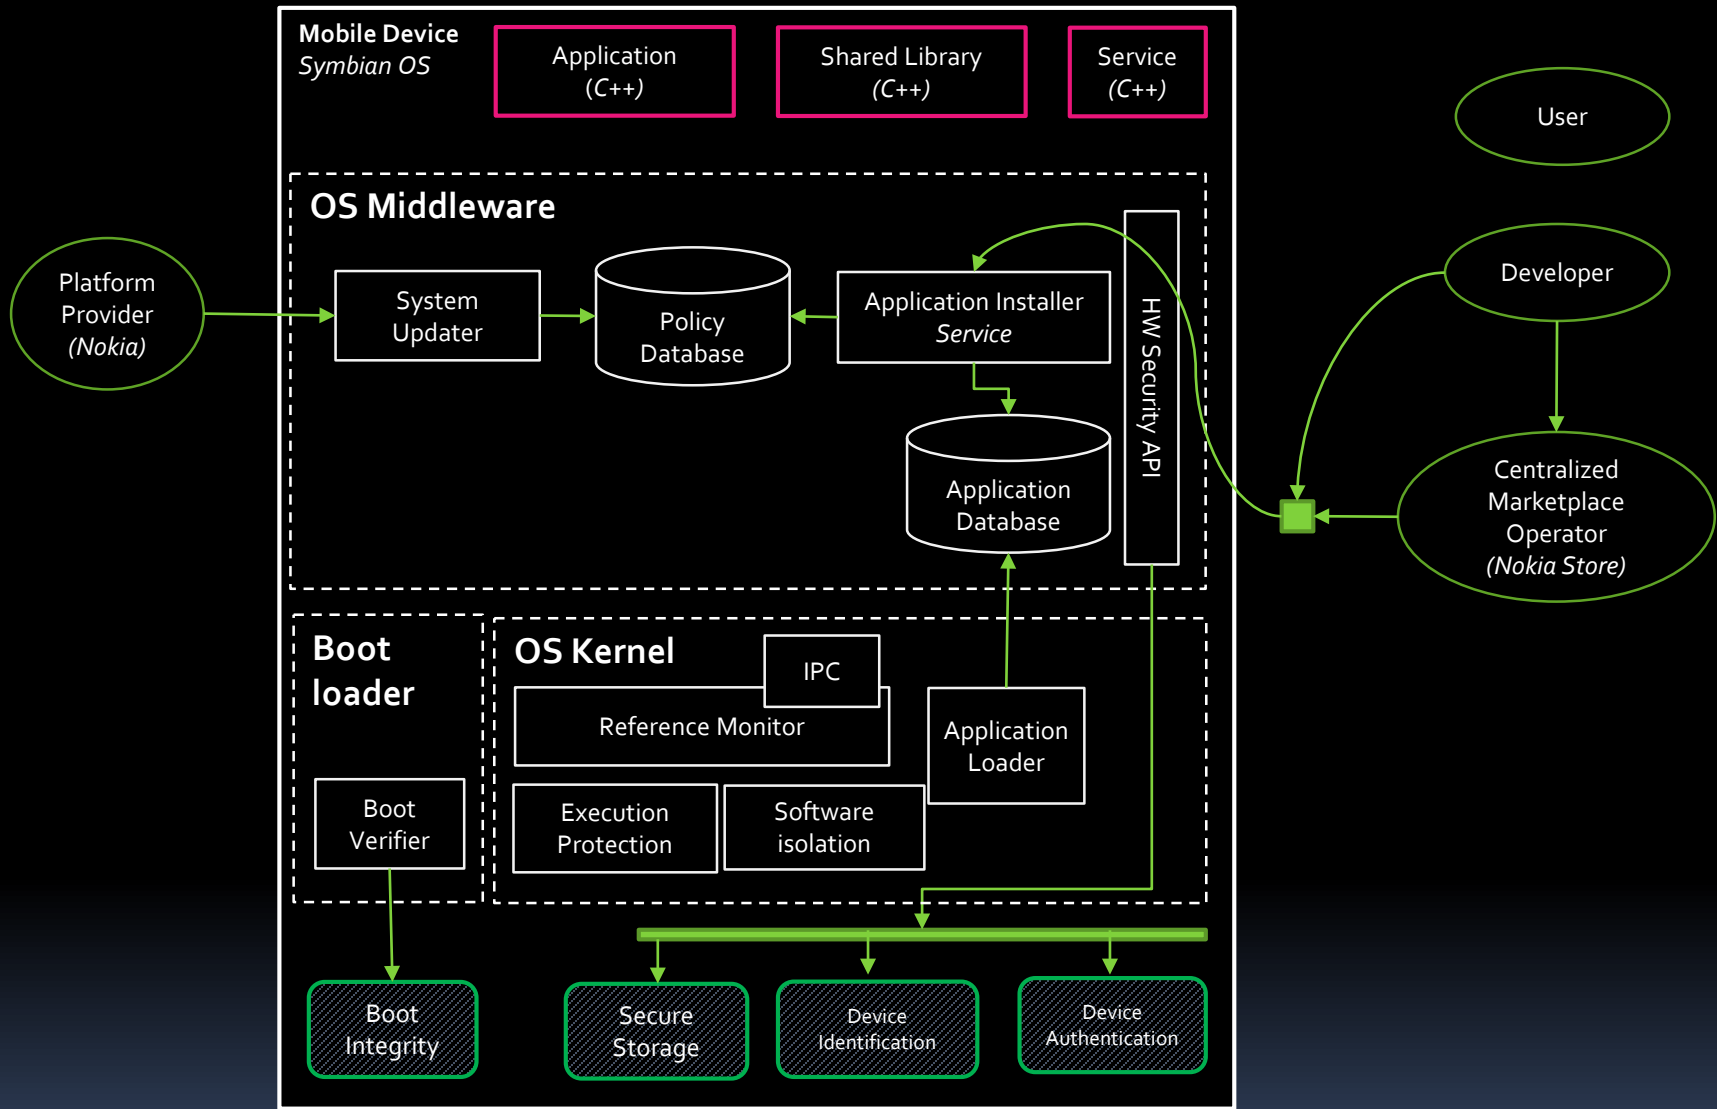 Mobile Device
Symbian OS
Application
(C++)
Shared Library
(C++)
Service
(C++)
User
OS Middleware
Platform
Provider
(Nokia)
System
Updater
Policy
Database
Application Installer
Service
HW Security API
Developer
Application
Database
Centralized
Marketplace
Operator
(Nokia Store)
Boot
loader
OS Kernel
IPC
Reference Monitor
Application
Loader
Boot
Verifier
Execution
Protection
Software
isolation
Boot
Integrity
Secure
Storage
Device
Identification
Device
Authentication